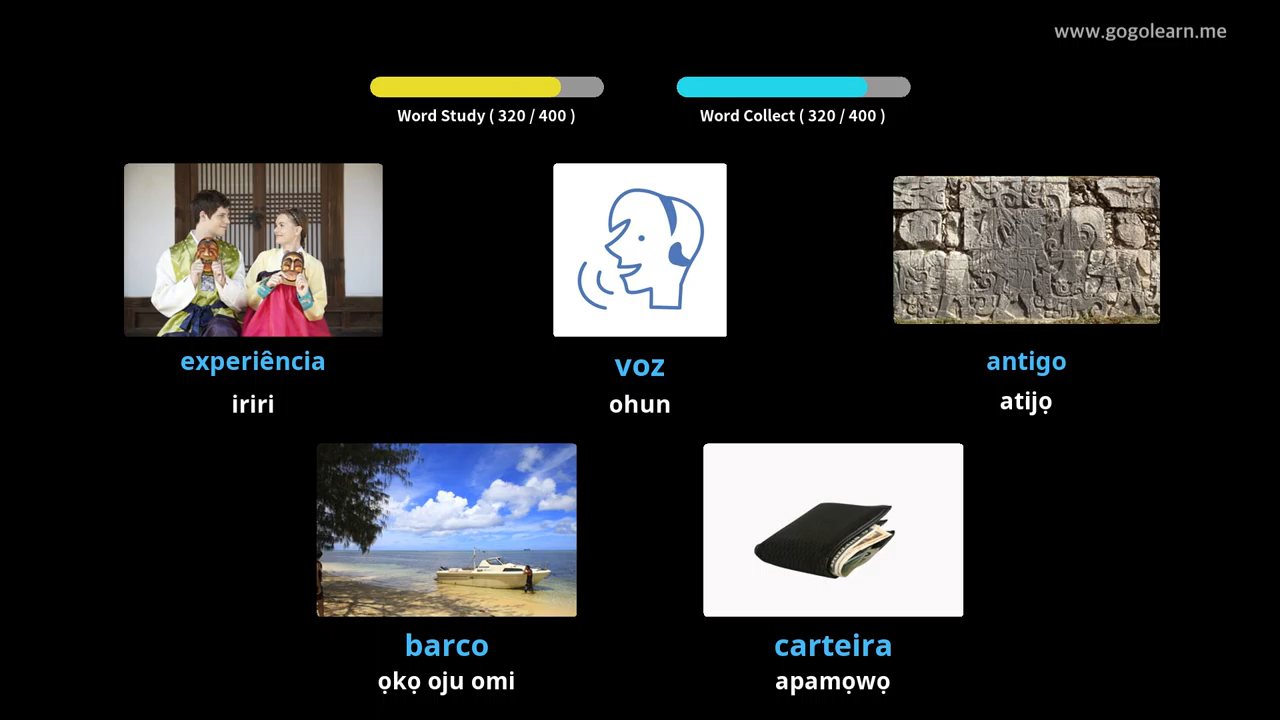 www.gogolearn.me
Word Study ( 320 / 400 )
Word Collect ( 320 / 400 )
experiência
iriri
voz
ohun
antigo
atijọ
barco
ọkọ oju omi
carteira
apamọwọ